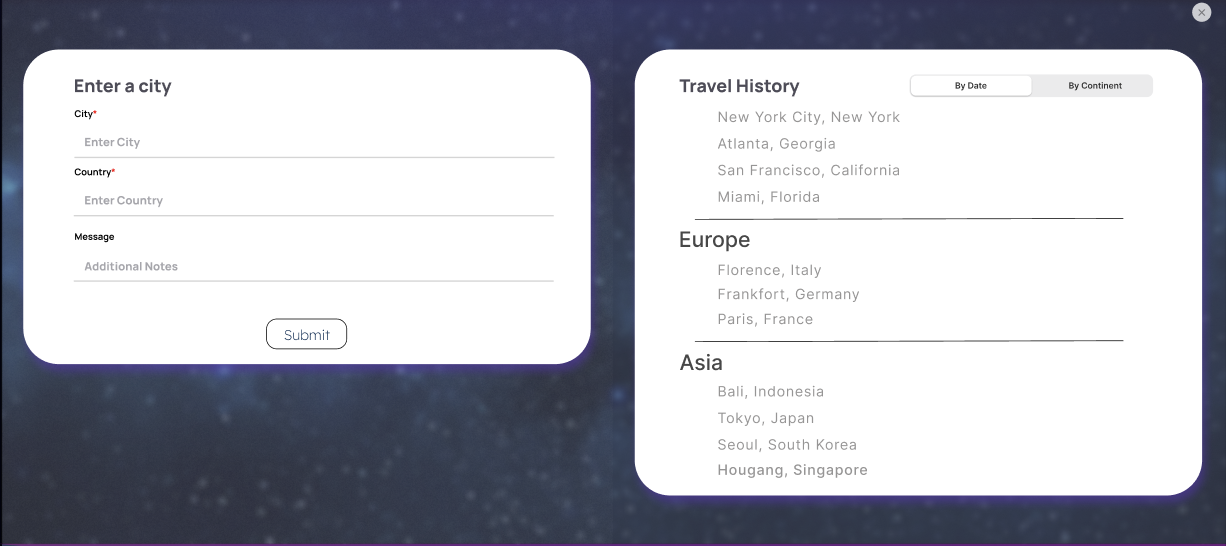 Enter a city
City*
Enter City
Country*
Enter Country
Message
Additional Notes
Submit
Travel History
By Date
By Continent
New York City, New York
Atlanta, Georgia
San Francisco, California
Miami, Florida
Europe
Florence, Italy
Frankfort, Germany
Paris, France
Asia
Bali, Indonesia
Tokyo, Japan
Seoul, South Korea
Hougang, Singapore